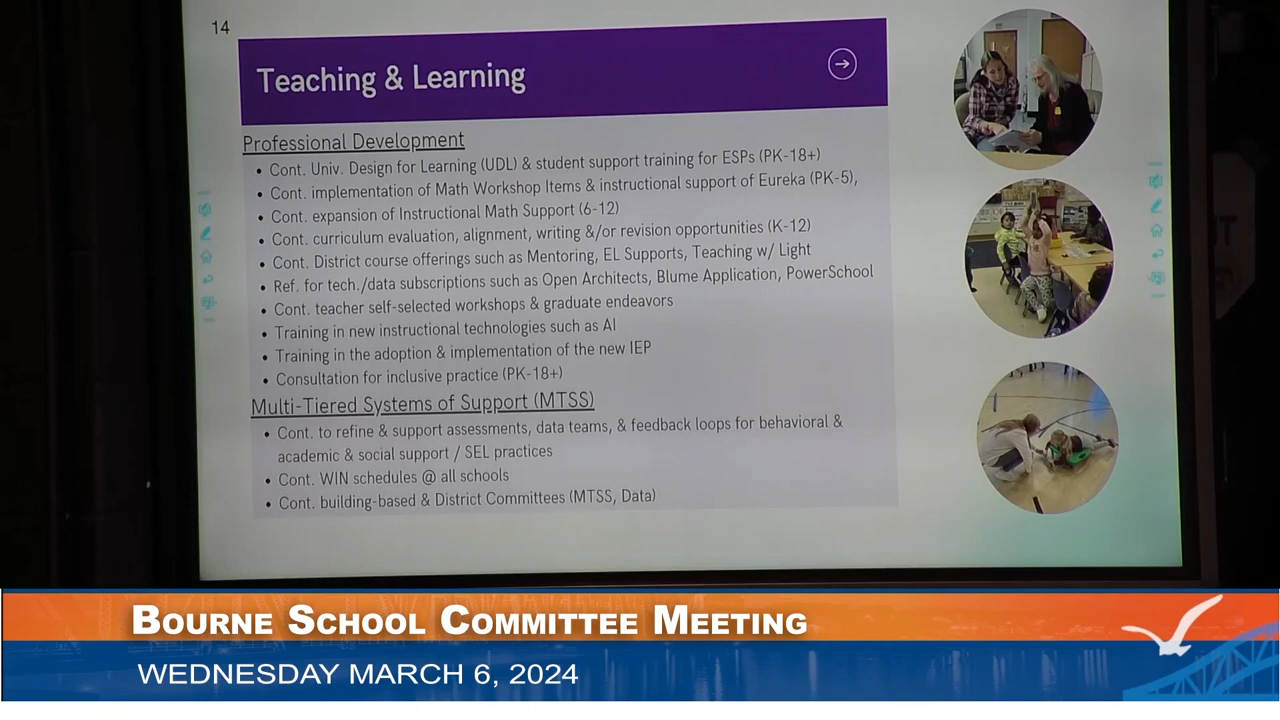 14
Teaching & Learning
Professional Development
• Cont. Univ. Design for Learning (UDL) & student support training for ESPs (PK-18+)
• Cont. implementation of Math Workshop Items & instructional support of Eureka (PK-5),
• Cont. expansion of Instructional Math Support (6-12)
• Cont. curriculum evaluation, alignment, writing &/or revision opportunities (K-12)
• Cont. District course offerings such as Mentoring, EL Supports, Teaching w/ Light
• Ref. for tech./data subscriptions such as Open Architects, Blume Application, PowerSchool
• Cont. teacher self-selected workshops & graduate endeavors
• Training in new instructional technologies such as AI
• Training in the adoption & implementation of the new IEP
• Consultation for inclusive practice (PK-18+)
Multi-Tiered Systems of Support (MTSS)
• Cont. to refine & support assessments, data teams, & feedback loops for behavioral &
academic & social support / SEL practices
• Cont. WIN schedules @ all schools
• Cont. building-based & District Committees (MTSS, Data)
BOURNE SCHOOL COMMITTEE MEETING
WEDNESDAY MARCH 6, 2024